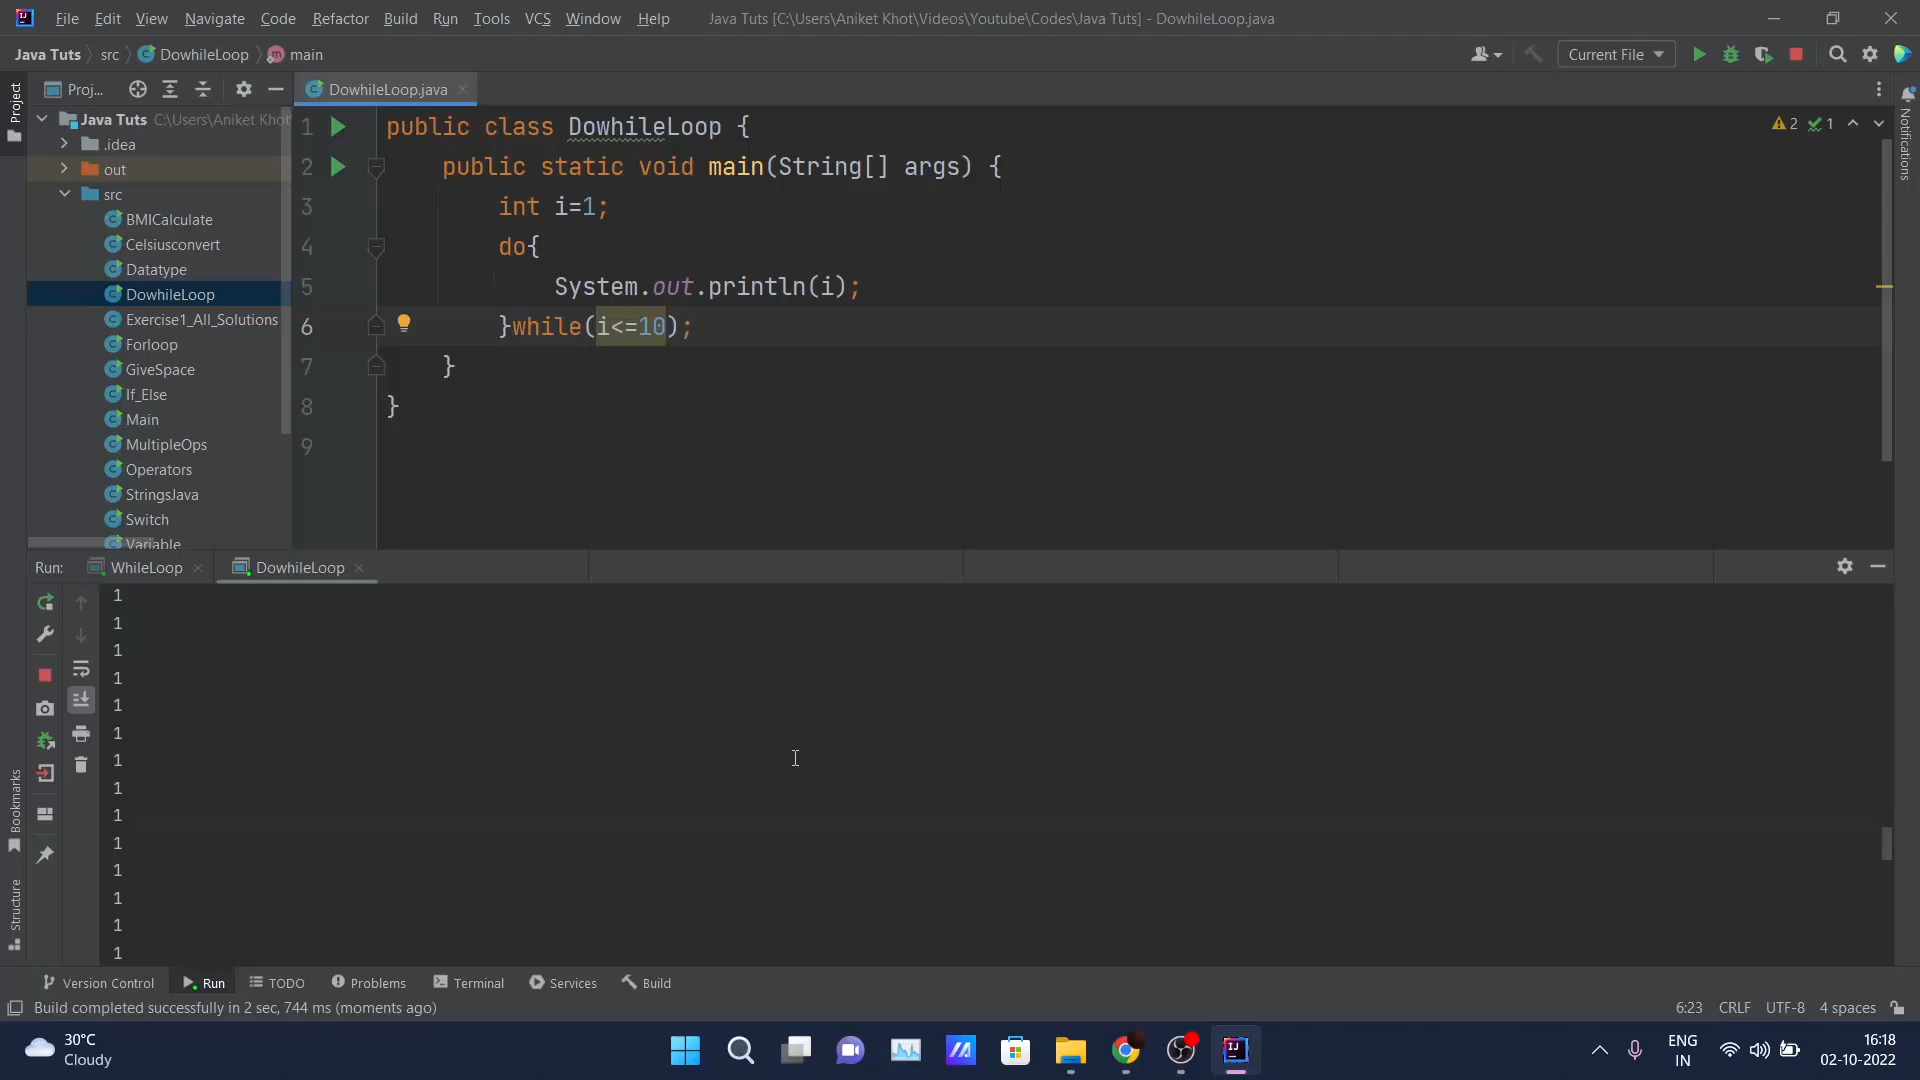 File Edit View Navigate Code Refactor Build Run Tools VCS Window Help Java Tuts [C:\Users\Aniket Khot\Videos\Youtube\Codes\Java Tuts] - DowhileLoop.java
Java Tuts src DowhileLoop main Current File
Project Proj... DowhileLoop.java
Java Tuts C:\Users\Aniket Khot
.idea
out
src
BMICalculate
Celsiusconvert
Datatype
DowhileLoop
Exercise1_All_Solutions
Forloop
GiveSpace
If_Else
Main
MultipleOps
Operators
StringsJava
Switch
Variable
1 public class DowhileLoop {
2 public static void main(String[] args) {
3 int i=1;
4 do{
5 System.out.println(i);
6 }while(i<=10);
7 }
8 }
9
2 1
Notifications
Run: WhileLoop DowhileLoop
1
1
1
1
1
1
1
1
1
1
1
1
1
1
Bookmarks
Structure
Version Control Run TODO Problems Terminal Services Build
Build completed successfully in 2 sec, 744 ms (moments ago) 6:23 CRLF UTF-8 4 spaces
30°C
Cloudy
IJ
ENG
IN
16:18
02-10-2022